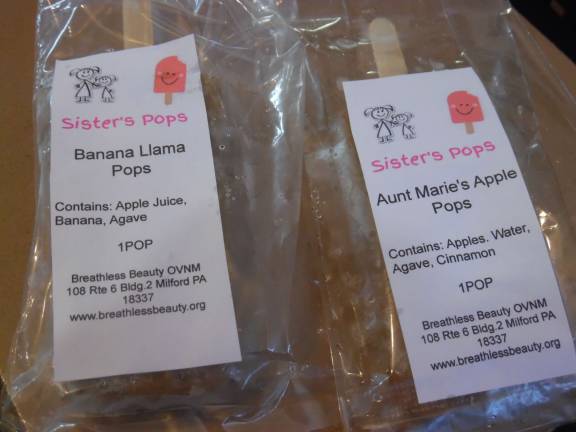 Sister's Pops
Banana Llama
Pops
Contains: Apple Juice,
Banana, Agave
1POP
Breathless Beauty OVNM
108 Rte 6 Bldg.2 Milford PA
18337
www.breathlessbeauty.org
Sister's Pops
Aunt Marie's Apple
Pops
Contains: Apples. Water,
Agave, Cinnamon
1POP
Breathless Beauty OVNM
108 Rte 6 Bldg.2 Milford PA
18337
www.breathlessbeauty.org